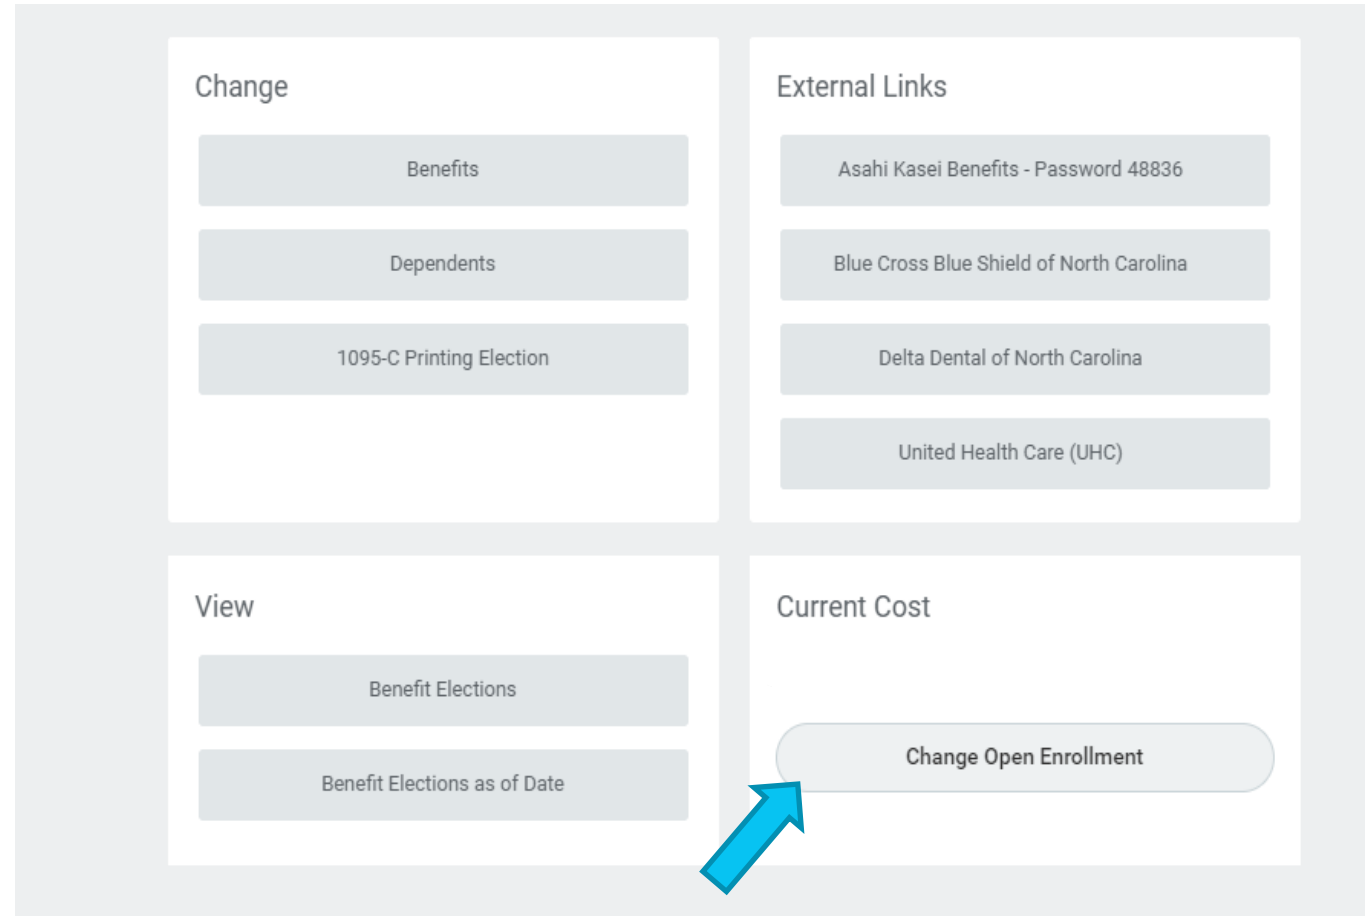 Change
Benefits
Dependents
1095-C Printing Election
External Links
Asahi Kasei Benefits - Password 48836
Blue Cross Blue Shield of North Carolina
Delta Dental of North Carolina
United Health Care (UHC)
View
Benefit Elections
Benefit Elections as of Date
Current Cost
Change Open Enrollment